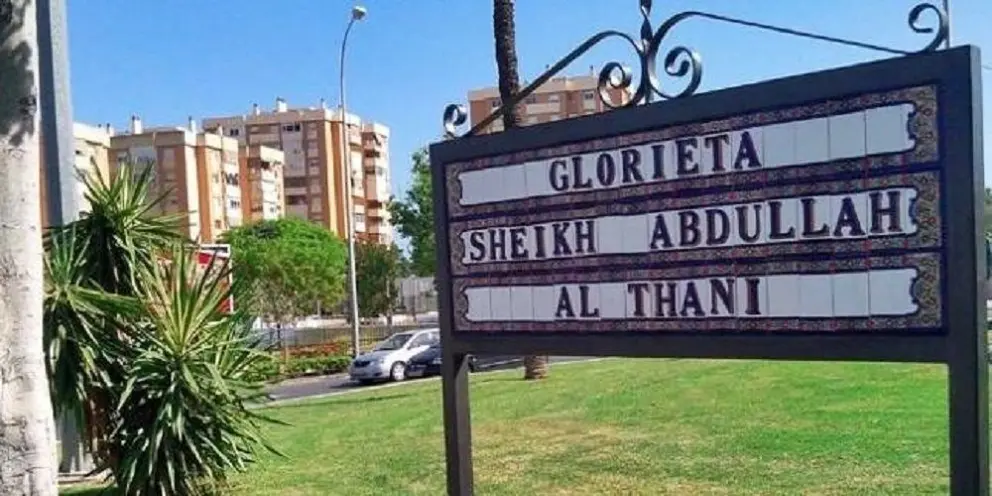 GLORIETA
SHEIKH ABDULLAH
AL THANI